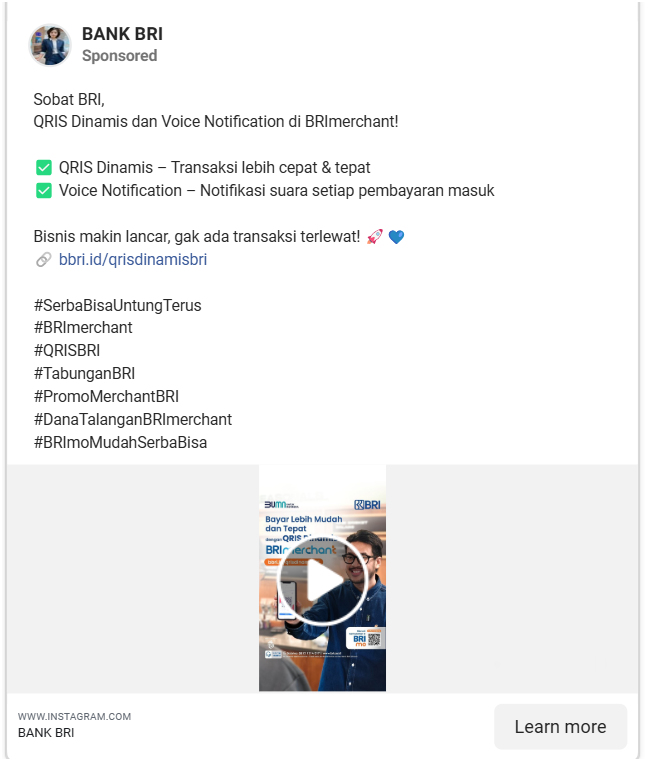 BANK BRI
Sponsored
Sobat BRI,
QRIS Dinamis dan Voice Notification di BRImerchant!
✅ QRIS Dinamis – Transaksi lebih cepat & tepat
✅ Voice Notification – Notifikasi suara setiap pembayaran masuk
Bisnis makin lancar, gak ada transaksi terlewat! 🚀 💙
🔗 bbri.id/qrisdinamisbri
#SerbaBisaUntungTerus
#BRImerchant
#QRISBRI
#TabunganBRI
#PromoMerchantBRI
#DanaTalanganBRImerchant
#BRImoMudahSerbaBisa
BUMN
BRI
Bayar Lebih Mudah
dan Tepat
dengan QRIS Dinamis
BRImerchant
BRImo
WWW.INSTAGRAM.COM
BANK BRI
Learn more